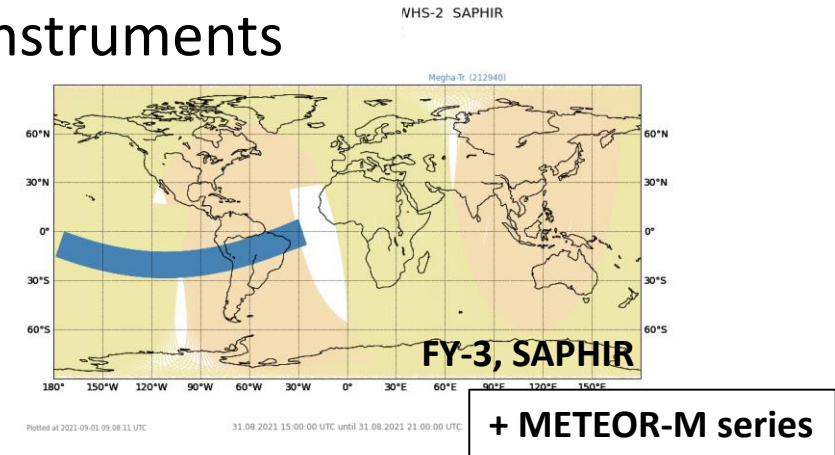 nstruments
WHS-2 SAPHIR
Megha-Tr. (212940)
60°N 60°N
30°N 30°N
0° 0°
30°S 30°S
60°S 60°S
FY-3, SAPHIR
180° 150°W 120°W 90°W 60°W 30°W 0° 30°E 60°E 90°E 120°E 150°E
+ METEOR-M series
Plotted at 2021-09-01 09:08:11 UTC 31.08.2021 15:00:00 UTC until 31.08.2021 21:00:00 UTC